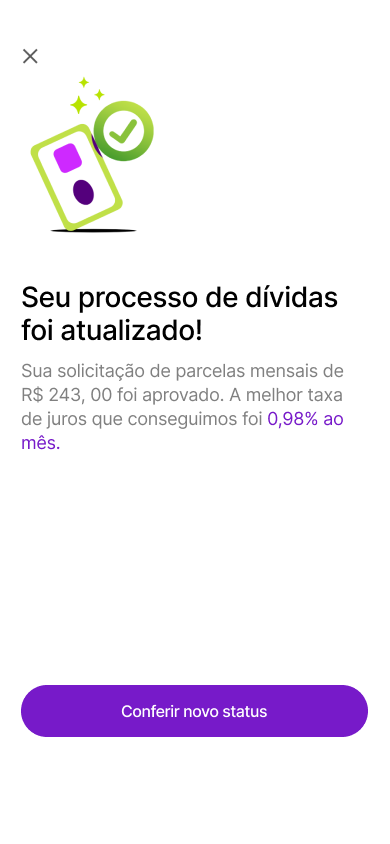 Seu processo de dívidas
foi atualizado!
Sua solicitação de parcelas mensais de
R$ 243, 00 foi aprovado. A melhor taxa
de juros que conseguimos foi 0,98% ao
mês.
Conferir novo status